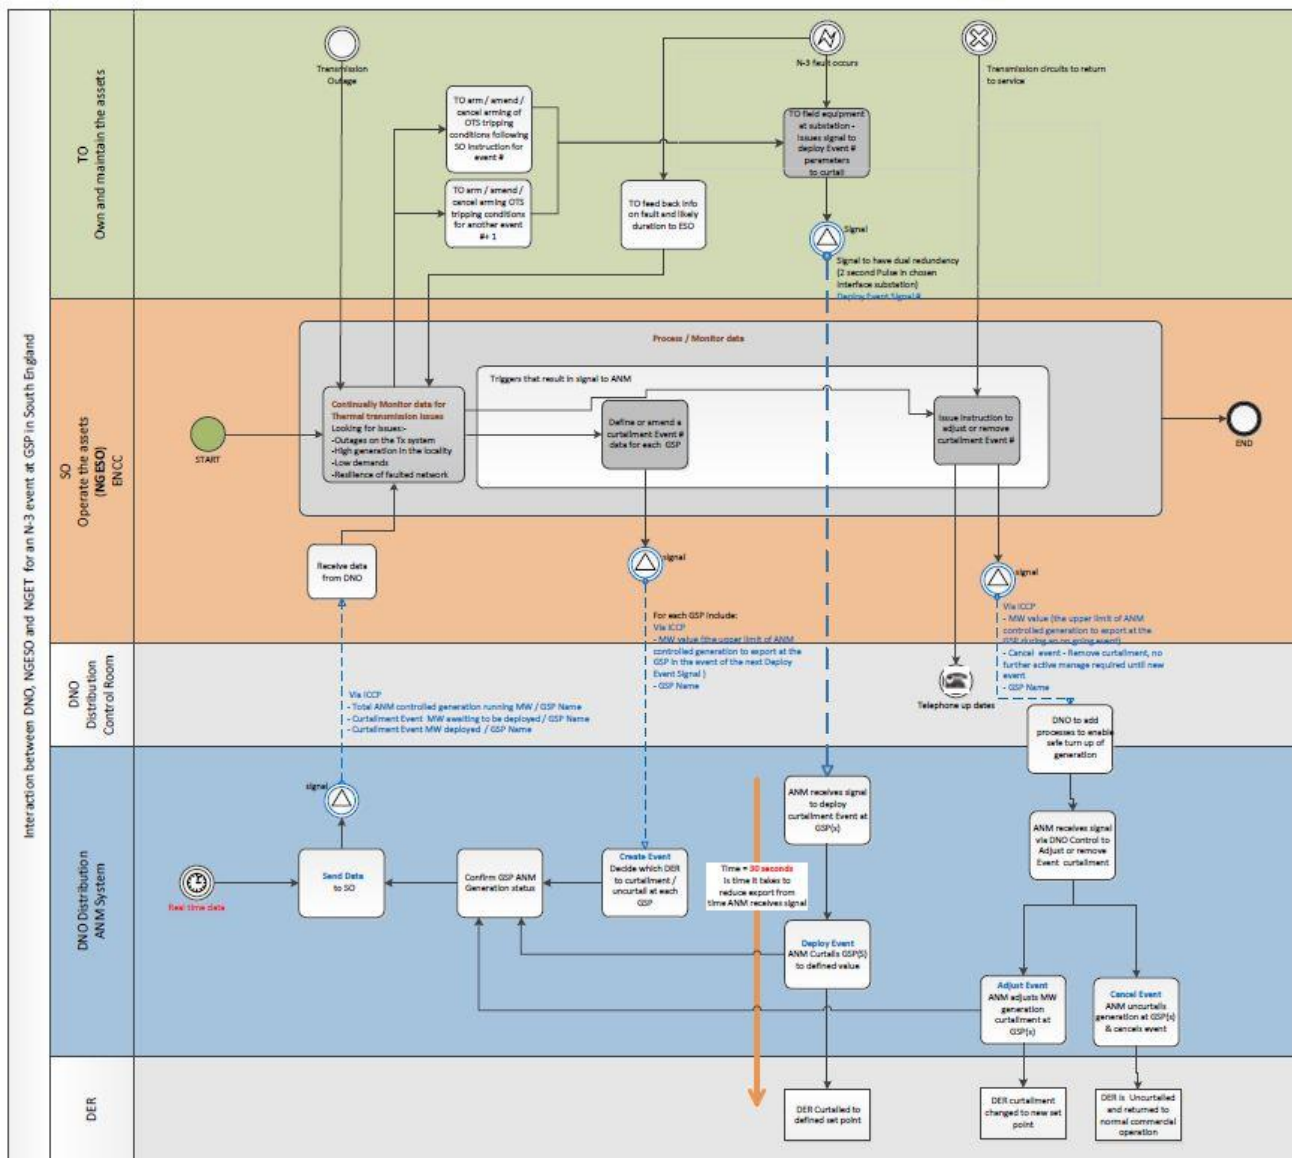 Interaction between DNO, NGESO and NGET for an N-3 event at GSP in South England
TO
Own and maintain the assets
Transmission
Outage
TO arm / amend /
cancel arming of
OTS tripping
conditions following
SO instruction for
event #
TO arm / amend /
cancel arming OTS
tripping conditions
for another event
#+ 1
N-3 fault occurs
TO feed back info
on fault and likely
duration to ESO
TO field equipment
at substation -
issues signal to
deploy Event #
parameters
to curtail
Signal
Signal to have dual redundancy
(2 second Pulse in chosen
interface substation)
Deploy Event Signal #
Transmission circuits to return
to service
SO
Operate the assets
(NGESO)
ENCC
START
Process / Monitor data
Continually Monitor data for
Thermal transmission issues
Looking for issues:-
-Outages on the Tx system
-High generation in the locality
-Low demands
-Resilience of faulted network
Triggers that result in signal to ANM
Define or amend a
curtailment Event #
data for each GSP
Issue instruction to
adjust or remove
curtailment Event #
END
Receive data
from DNO
signal
For each GSP include:
Via ICCP
- MW value (the upper limit of ANM
controlled generation to export at the
GSP in the event of the next Deploy
Event Signal )
- GSP Name
signal
Via ICCP
- MW value (the upper limit of ANM
controlled generation to export at the
GSP during an on going event)
- Cancel event - Remove curtailment, no
further active manage required until new
event
- GSP Name
DNO
Distribution
Control Room
Via ICCP
- Total ANM controlled generation running MW / GSP Name
- Curtailment Event MW awaiting to be deployed / GSP Name
- Curtailment Event MW deployed / GSP Name
Telephone up dates
DNO to add
processes to enable
safe turn up of
generation
DNO Distribution
ANM System
signal
Real time data
Send Data
to SO
Confirm GSP ANM
Generation status
Create Event
Decide which DER
to curtailment /
uncurtail at each
GSP
Time = 30 seconds
Is time it takes to
reduce export from
time ANM receives signal
ANM receives signal
to deploy
curtailment Event at
GSP(s)
Deploy Event
ANM Curtails GSP(S)
to defined value
ANM receives signal
via DNO Control to
Adjust or remove
Event curtailment
Adjust Event
ANM adjusts MW
generation
curtailment at
GSP(s)
Cancel Event
ANM uncurtails
generation at GSP(s)
& cancels event
DER
DER Curtailed to
defined set point
DER curtailment
changed to new set
point
DER is Uncurtailed
and returned to
normal commercial
operation